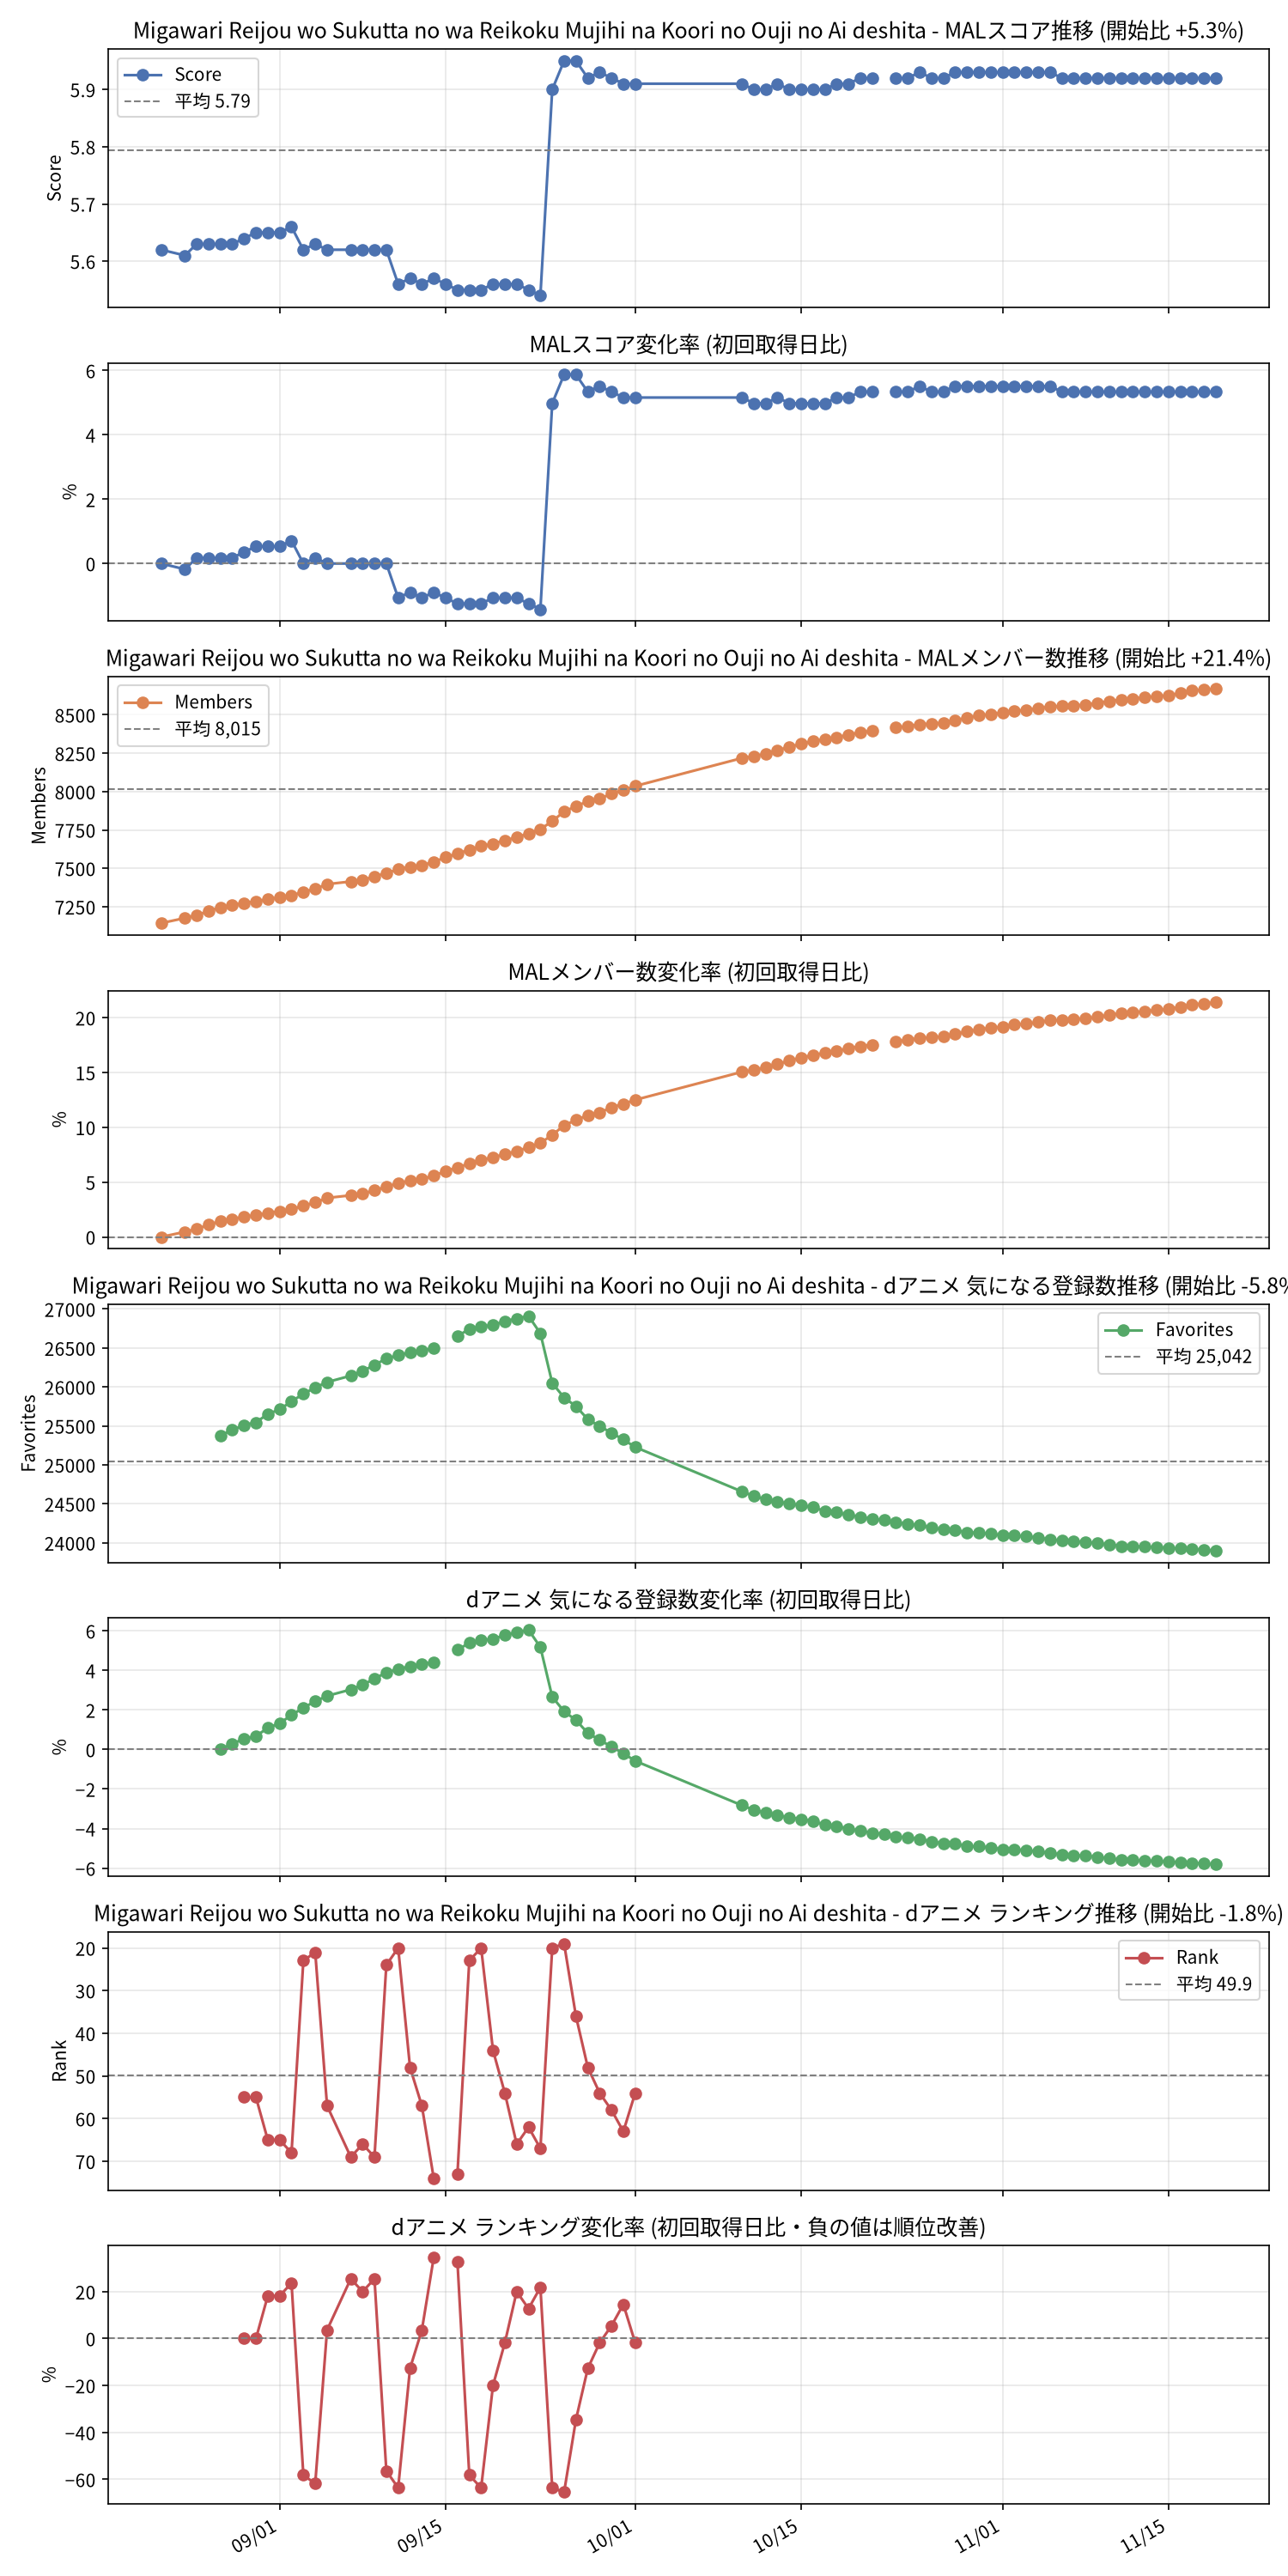 Migawari Reijou wo Sukutta no wa Reikoku Mujihi na Koori no Ouji no Ai deshita - MALスコア推移 (開始比 +5.3%)
Score
平均 5.79
5.9
5.8
5.7
5.6
Score
MALスコア変化率 (初回取得日比)
6
4
2
0
%
Migawari Reijou wo Sukutta no wa Reikoku Mujihi na Koori no Ouji no Ai deshita - MALメンバー数推移 (開始比 +21.4%)
Members
平均 8,015
8500
8250
8000
7750
7500
7250
Members
MALメンバー数変化率 (初回取得日比)
20
15
10
5
0
%
Migawari Reijou wo Sukutta no wa Reikoku Mujihi na Koori no Ouji no Ai deshita - dアニメ 気になる登録数推移 (開始比 -5.8%
Favorites
平均 25,042
27000
26500
26000
25500
25000
24500
24000
Favorites
dアニメ 気になる登録数変化率 (初回取得日比)
6
4
2
0
−2
−4
−6
%
Migawari Reijou wo Sukutta no wa Reikoku Mujihi na Koori no Ouji no Ai deshita - dアニメ ランキング推移 (開始比 -1.8%)
Rank
平均 49.9
20
30
40
50
60
70
Rank
dアニメ ランキング変化率 (初回取得日比・負の値は順位改善)
20
0
−20
−40
−60
%
09/01
09/15
10/01
10/15
11/01
11/15